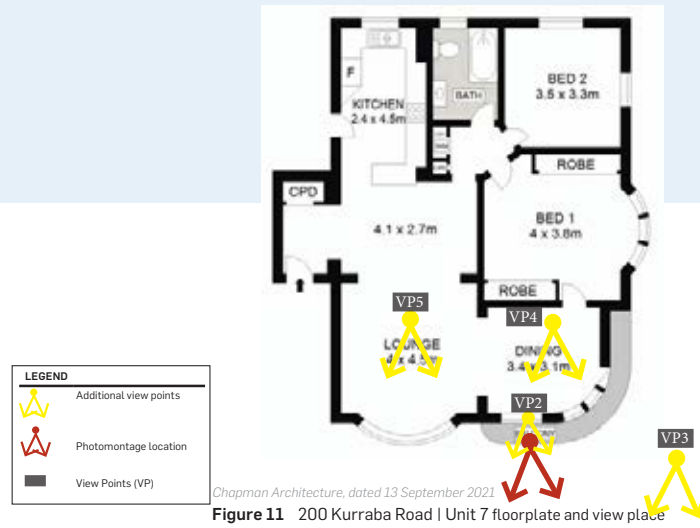 F
KITCHEN
2.4 x 4.5m
BATH
BED 2
3.5 x 3.3m
ROBE
CPD
4.1 x 2.7m
BED 1
4 x 3.8m
ROBE
VP5
VP4
LOUNGE
DINING
VP2
VP3
LEGEND
Additional view points
Photomontage location
View Points (VP)
Chapman Architecture, dated 13 September 2021
Figure 11 200 Kurraba Road | Unit 7 floorplate and view place